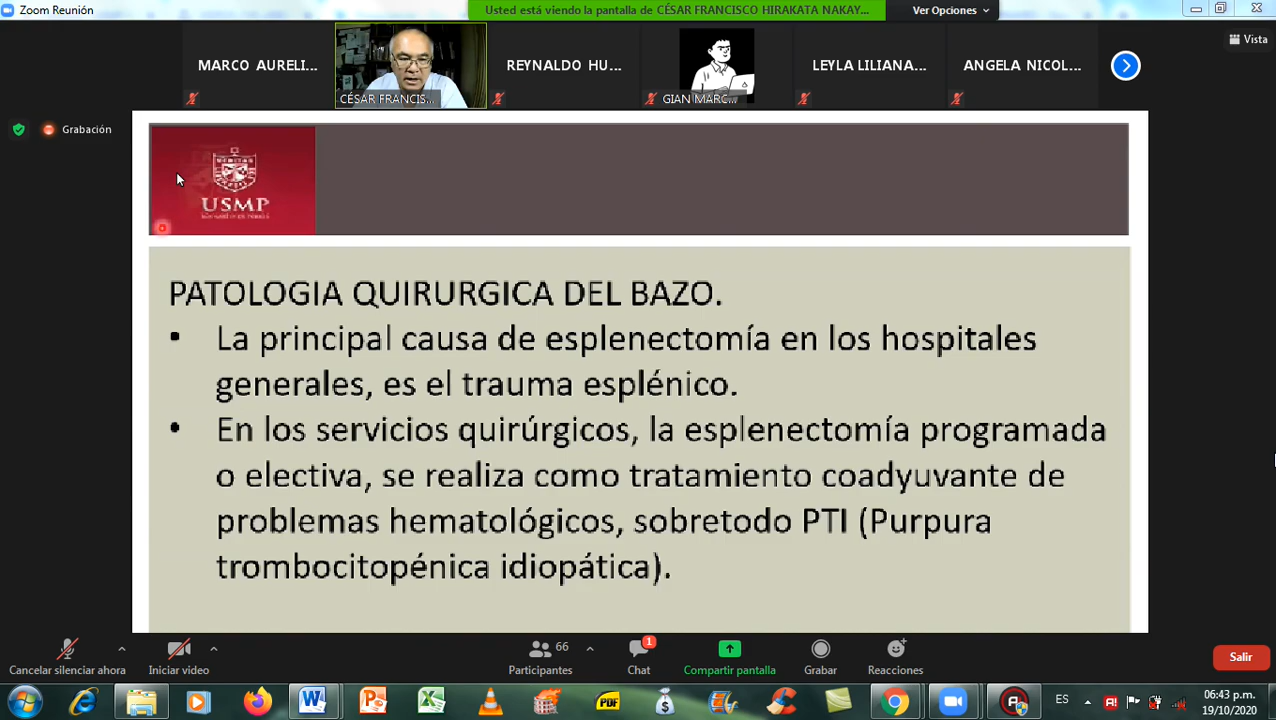 Zoom Reunión
Usted está viendo la pantalla de CÉSAR FRANCISCO HIRAKATA NAKAY...
Ver Opciones
Vista
MARCO AURELI...
CÉSAR FRANCIS...
REYNALDO HU...
GIAN MARC...
LEYLA LILIANA...
ANGELA NICOL...
Grabación
USMP
PATOLOGIA QUIRURGICA DEL BAZO.
• La principal causa de esplenectomía en los hospitales
generales, es el trauma esplénico.
• En los servicios quirúrgicos, la esplenectomía programada
o electiva, se realiza como tratamiento coadyuvante de
problemas hematológicos, sobretodo PTI (Purpura
trombocitopénica idiopática).
Cancelar silenciar ahora
Iniciar video
66
Participantes
1
Chat
Compartir pantalla
Grabar
Reacciones
Salir
PDF
ES
06:43 p.m.
19/10/2020